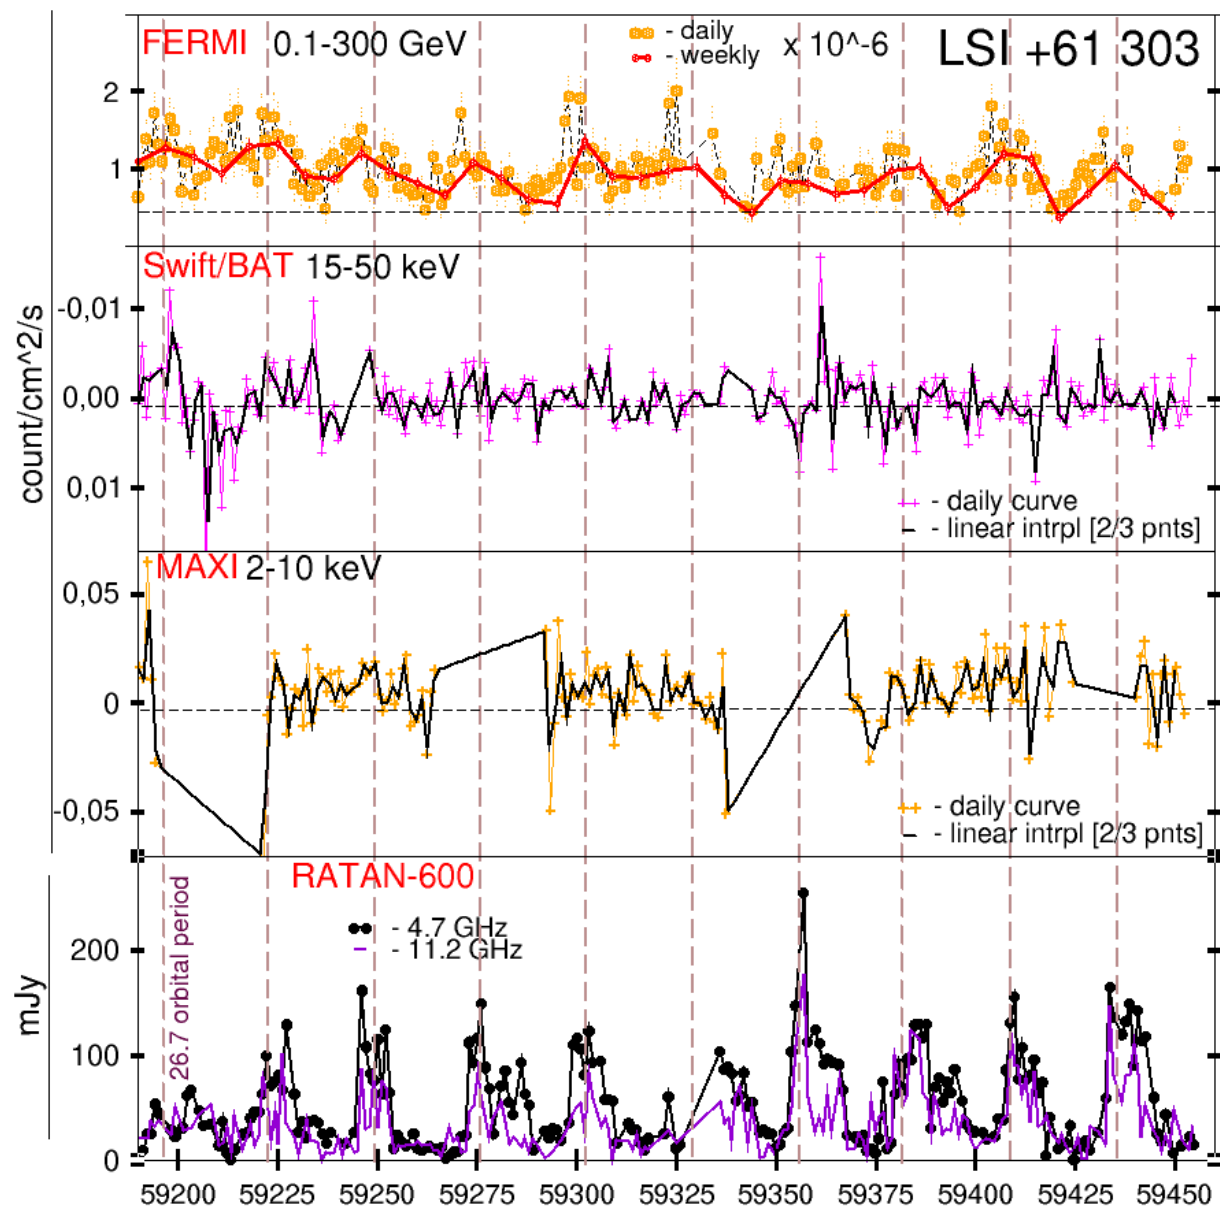 FERMI 0.1-300 GeV
- daily
- weekly
x 10^-6
LSI +61 303
2
1
Swift/BAT 15-50 keV
-0,01
0,00
0,01
count/cm^2/s
- daily curve
- linear intrpl [2/3 pnts]
MAXI 2-10 keV
0,05
0
-0,05
- daily curve
- linear intrpl [2/3 pnts]
RATAN-600
- 4.7 GHz
- 11.2 GHz
26.7 orbital period
200
100
0
mJy
59200 59225 59250 59275 59300 59325 59350 59375 59400 59425 59450